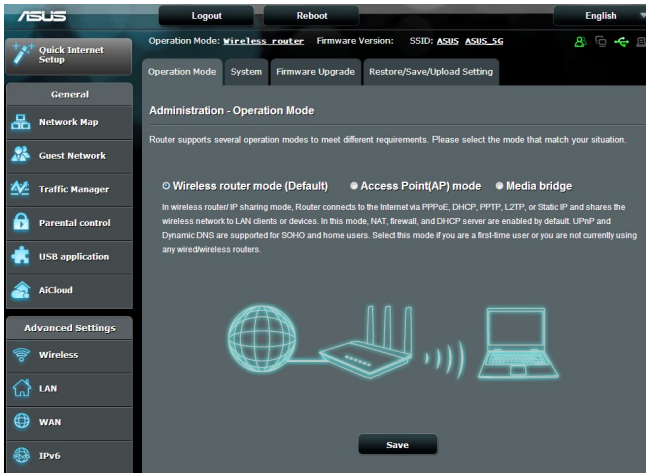 ASUS
Logout
Reboot
English
Quick Internet
Setup
Operation Mode: Wireless router Firmware Version: SSID: ASUS ASUS_5G
Operation Mode
System
Firmware Upgrade
Restore/Save/Upload Setting
General
Network Map
Guest Network
Traffic Manager
Parental control
USB application
AiCloud
Advanced Settings
Wireless
LAN
WAN
IPv6
Administration - Operation Mode
Router supports several operation modes to meet different requirements. Please select the mode that match your situation.
Wireless router mode (Default)
Access Point(AP) mode
Media bridge
In wireless router/ IP sharing mode, Router connects to the Internet via PPPoE, DHCP, PPTP, L2TP, or Static IP and shares the
wireless network to LAN clients or devices. In this mode, NAT, firewall, and DHCP server are enabled by default. UPnP and
Dynamic DNS are supported for SOHO and home users. Select this mode if you are a first-time user or you are not currently using
any wired/wireless routers.
Save